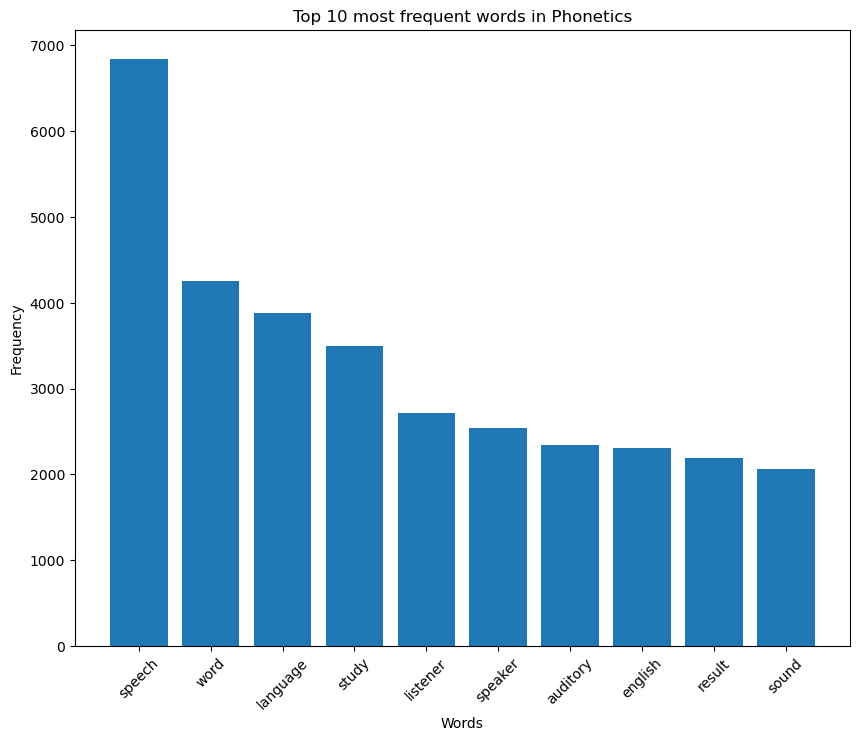 Top 10 most frequent words in Phonetics
Frequency
7000
6000
5000
4000
3000
2000
1000
0
speech
word
language
study
listener
speaker
auditory
english
result
sound
Words